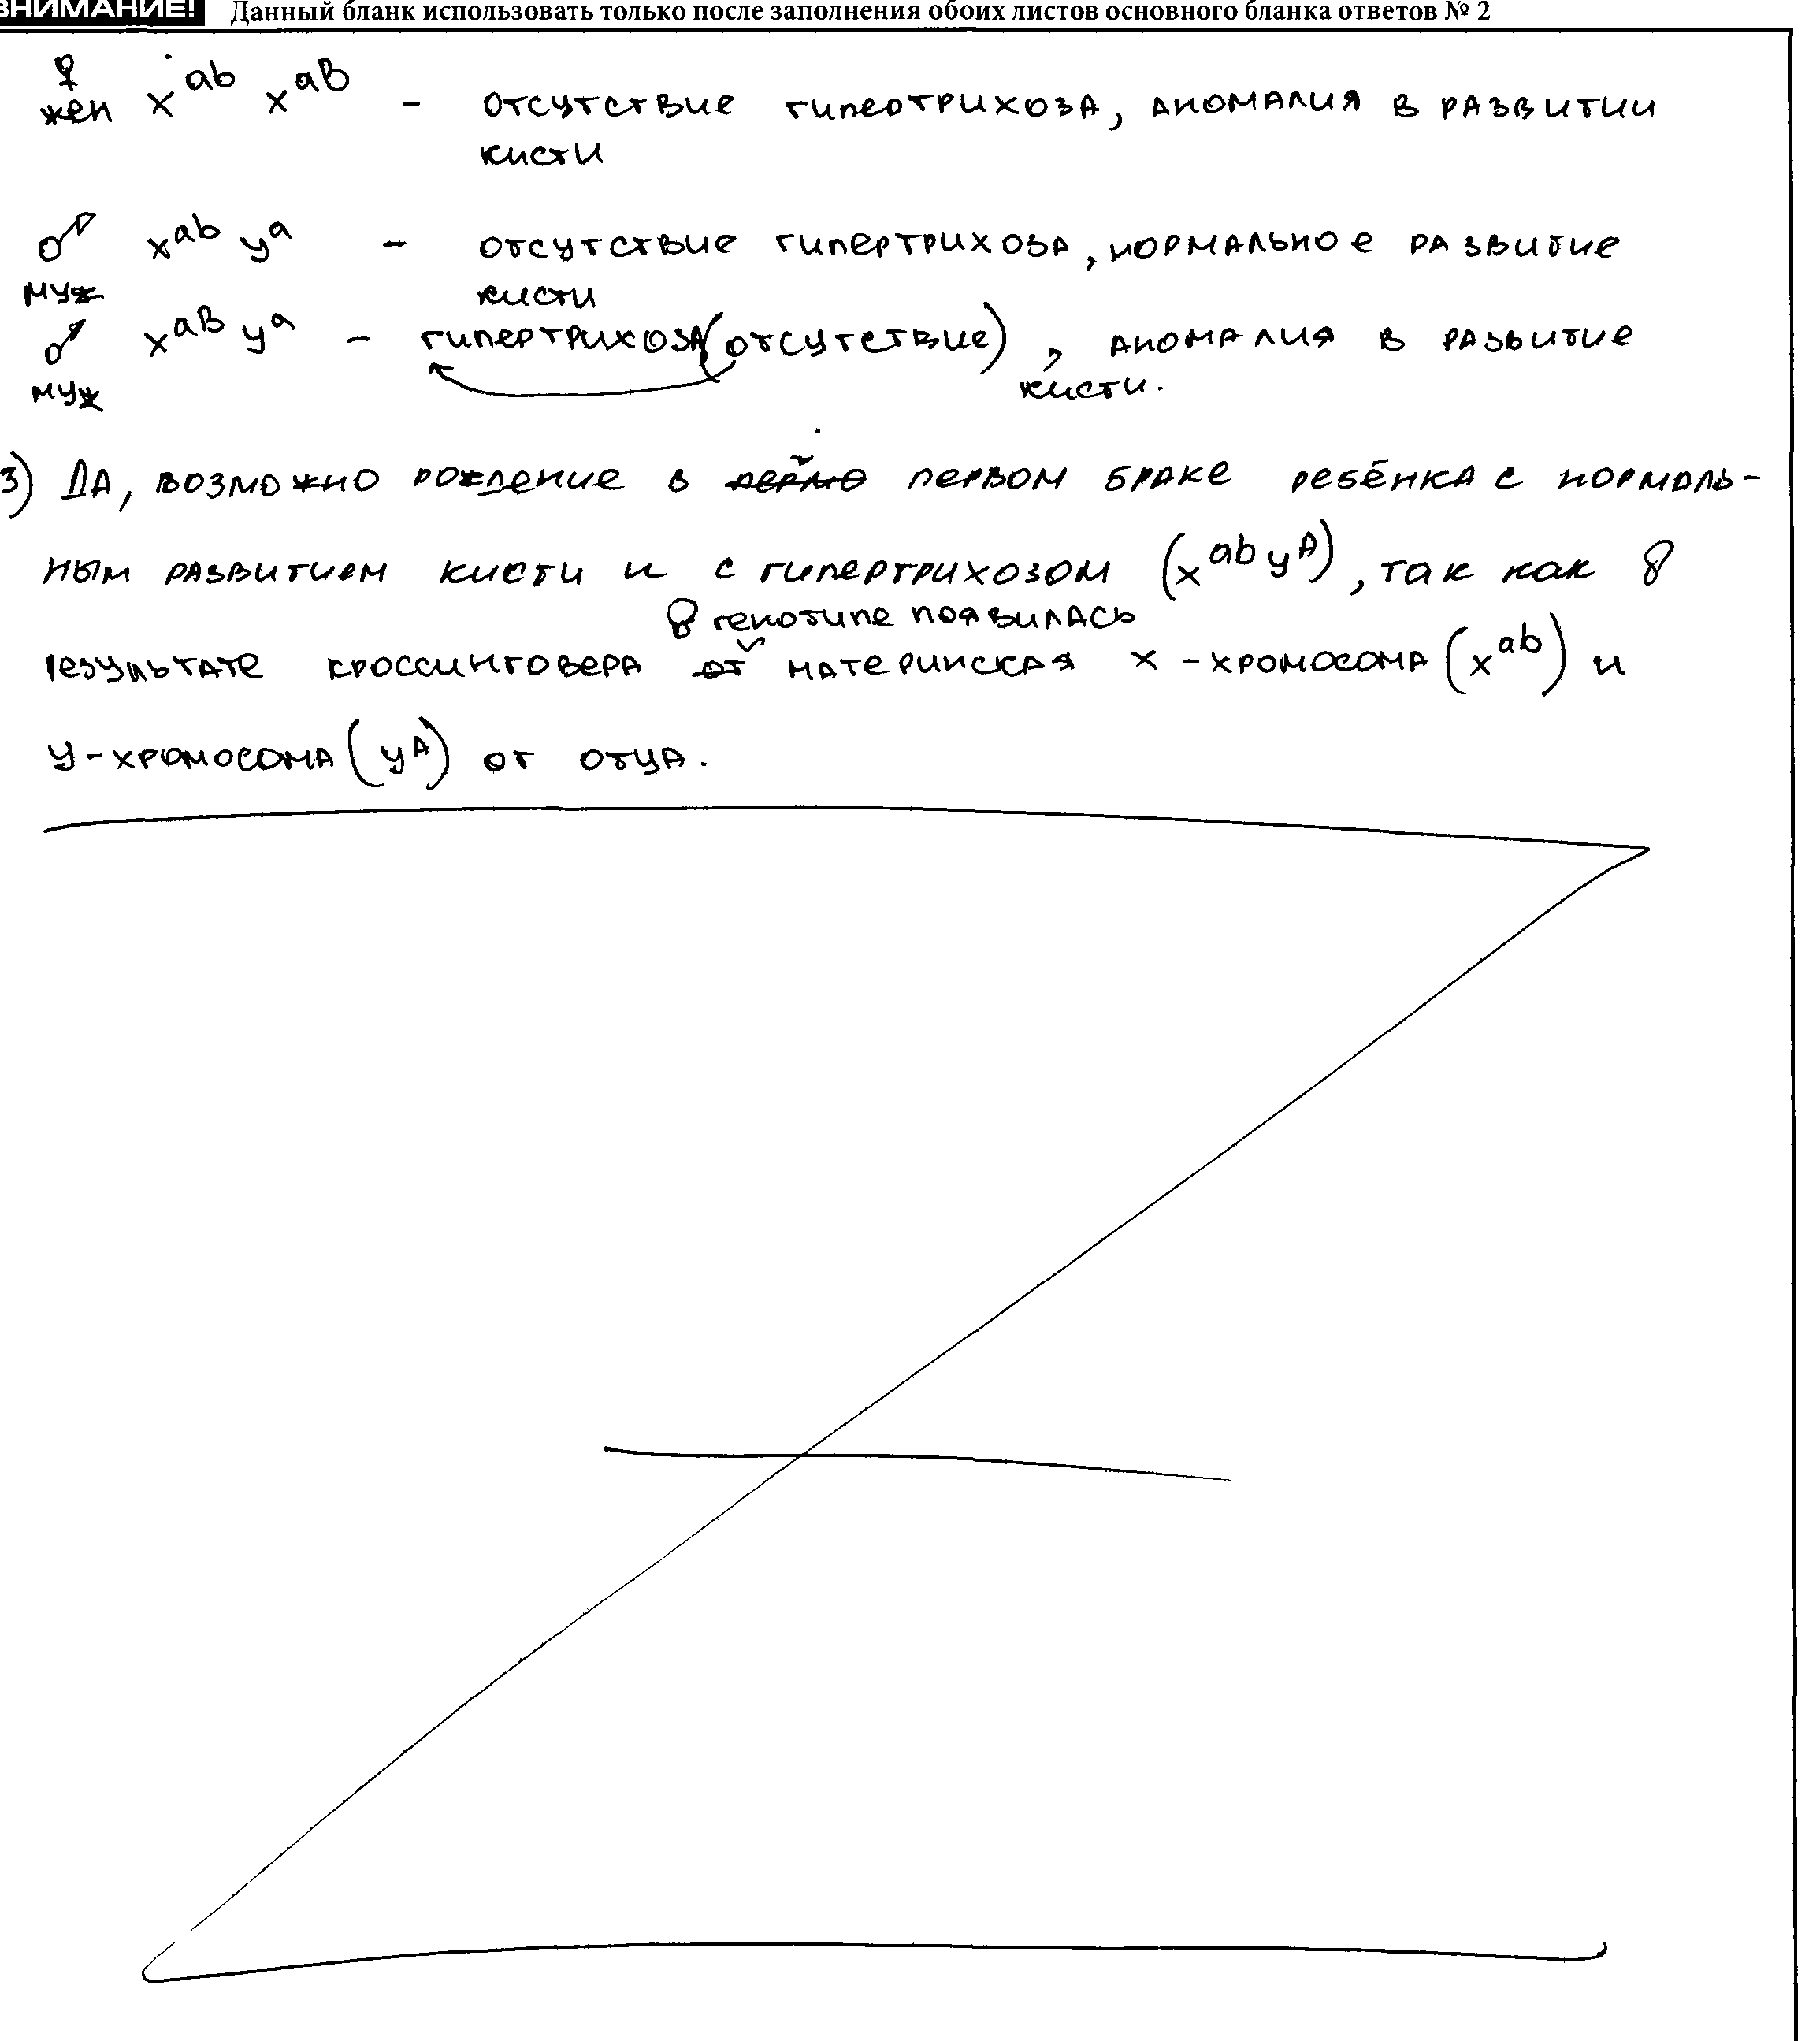 ВНИМАНИЕ! Данный бланк использовать только после заполнения обоих листов основного бланка ответов № 2
♀
жен x^ab x^aB – отсутствие гипеотрихоза, аномалия в развитии
кисти
♂ x^ab y^a – отсутствие гипертрихоза, нормальное развитие
муж кисти
♂ x^aB y^a – гипертрихоза (отсутствие), аномалия в развитие
муж кисти.
3) Да, возможно рождение в первом браке ребёнка с нормаль-
ным развитием кисти и с гипертрихозом (x^ab y^A), так как в
в генотипе появилась
результате кроссинговера материнская x-хромосома (x^ab) и
y-хромосома (y^A) от отца.